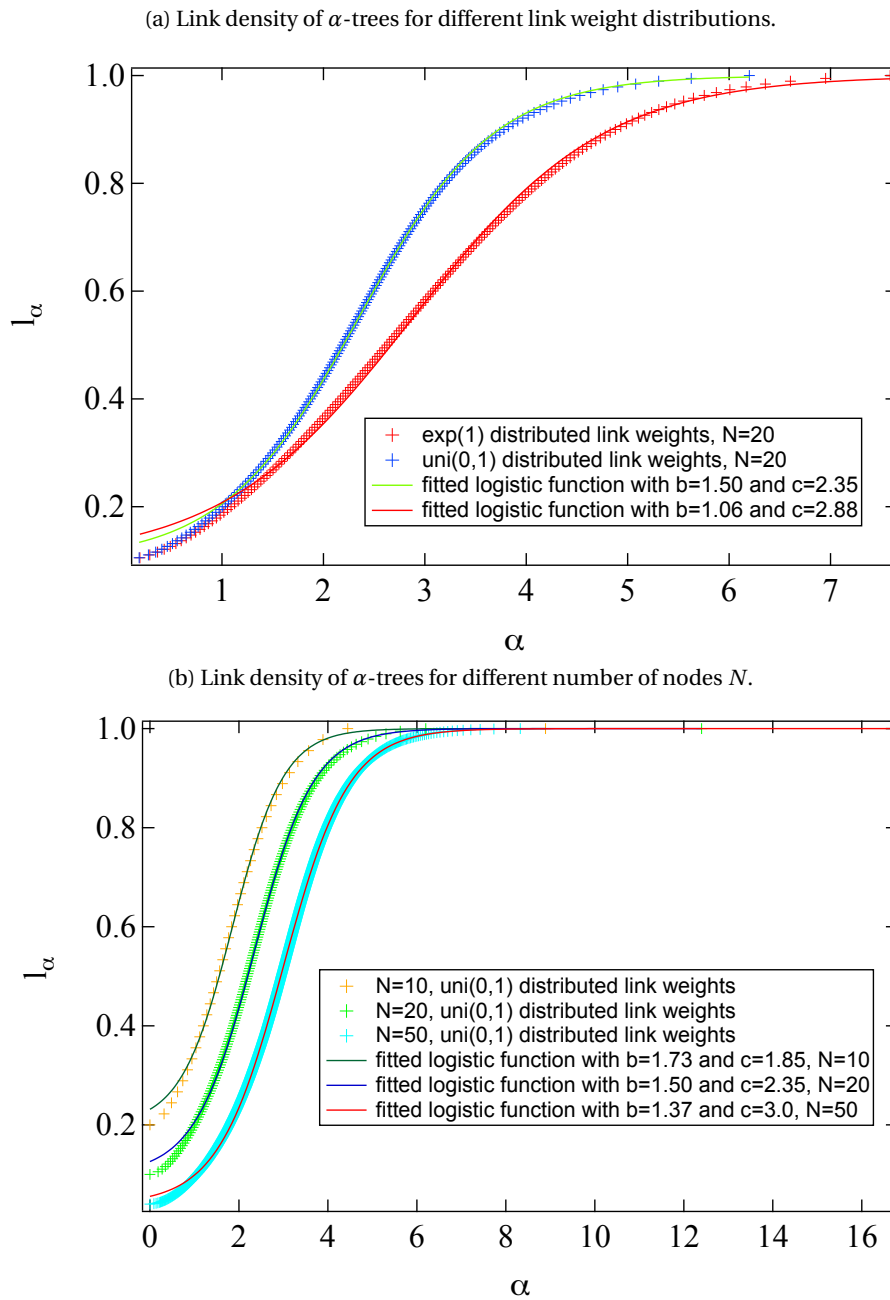 (a) Link density of α-trees for different link weight distributions.
1.0
0.8
0.6
0.4
0.2
lα
exp(1) distributed link weights, N=20
uni(0,1) distributed link weights, N=20
fitted logistic function with b=1.50 and c=2.35
fitted logistic function with b=1.06 and c=2.88
1 2 3 4 5 6 7
α
(b) Link density of α-trees for different number of nodes N.
1.0
0.8
0.6
0.4
0.2
lα
N=10, uni(0,1) distributed link weights
N=20, uni(0,1) distributed link weights
N=50, uni(0,1) distributed link weights
fitted logistic function with b=1.73 and c=1.85, N=10
fitted logistic function with b=1.50 and c=2.35, N=20
fitted logistic function with b=1.37 and c=3.0, N=50
0 2 4 6 8 10 12 14 16
α